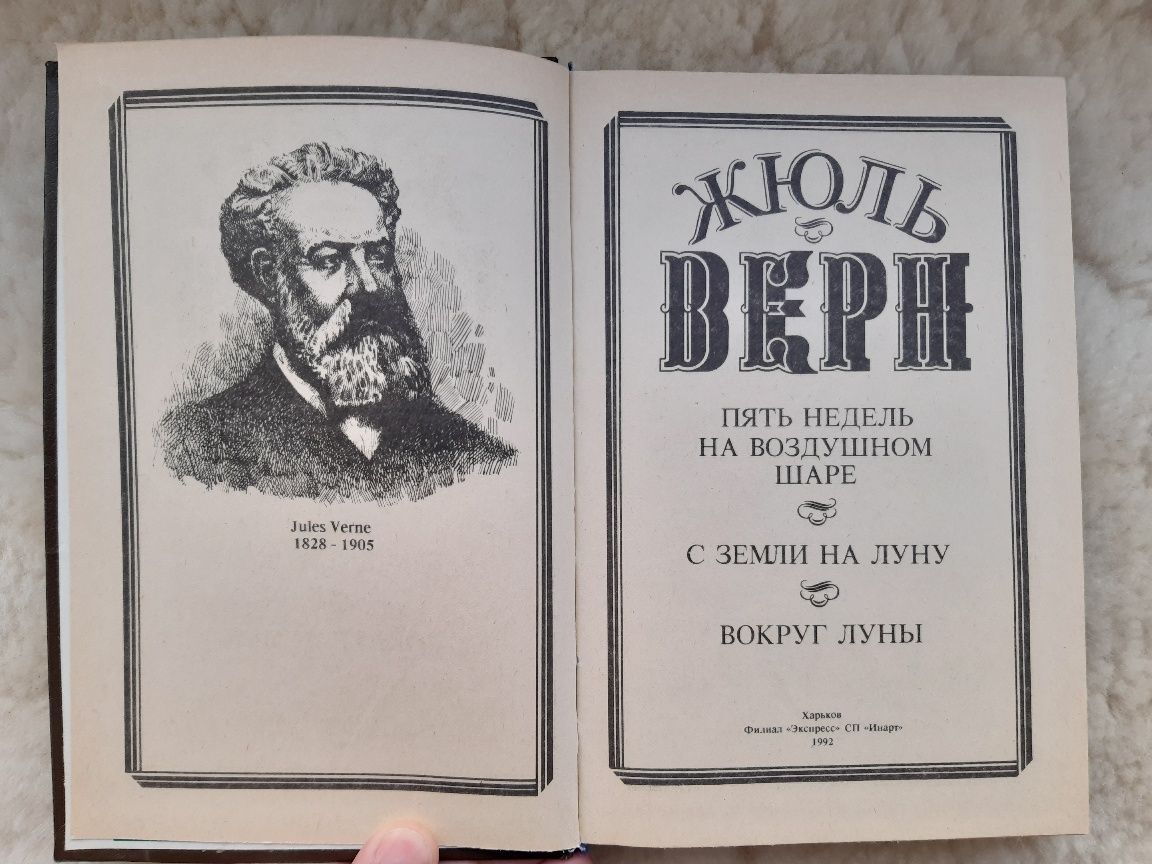 Jules Verne
1828 - 1905
ЖЮЛЬ
ВЕРН
ПЯТЬ НЕДЕЛЬ
НА ВОЗДУШНОМ
ШАРЕ
С ЗЕМЛИ НА ЛУНУ
ВОКРУГ ЛУНЫ
Харьков
Филиал «Экспресс» СП «Инарт»
1992